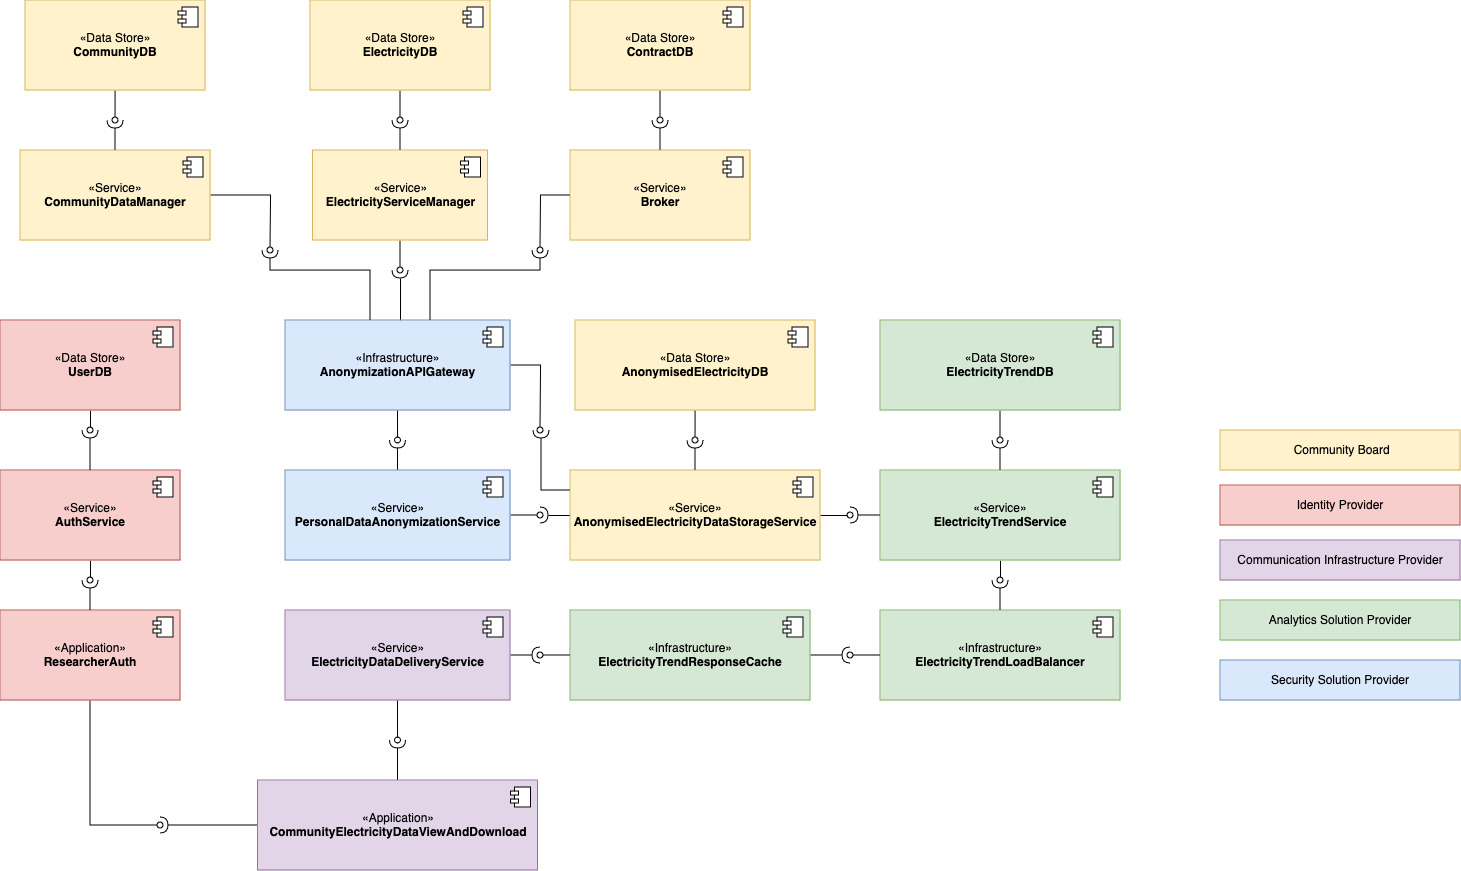 «Data Store»
CommunityDB
«Data Store»
ElectricityDB
«Data Store»
ContractDB
«Service»
CommunityDataManager
«Service»
ElectricityServiceManager
«Service»
Broker
«Data Store»
UserDB
«Infrastructure»
AnonymizationAPIGateway
«Data Store»
AnonymisedElectricityDB
«Data Store»
ElectricityTrendDB
Community Board
«Service»
AuthService
«Service»
PersonalDataAnonymizationService
«Service»
AnonymisedElectricityDataStorageService
«Service»
ElectricityTrendService
Identity Provider
Communication Infrastructure Provider
«Application»
ResearcherAuth
«Service»
ElectricityDataDeliveryService
«Infrastructure»
ElectricityTrendResponseCache
«Infrastructure»
ElectricityTrendLoadBalancer
Analytics Solution Provider
Security Solution Provider
«Application»
CommunityElectricityDataViewAndDownload